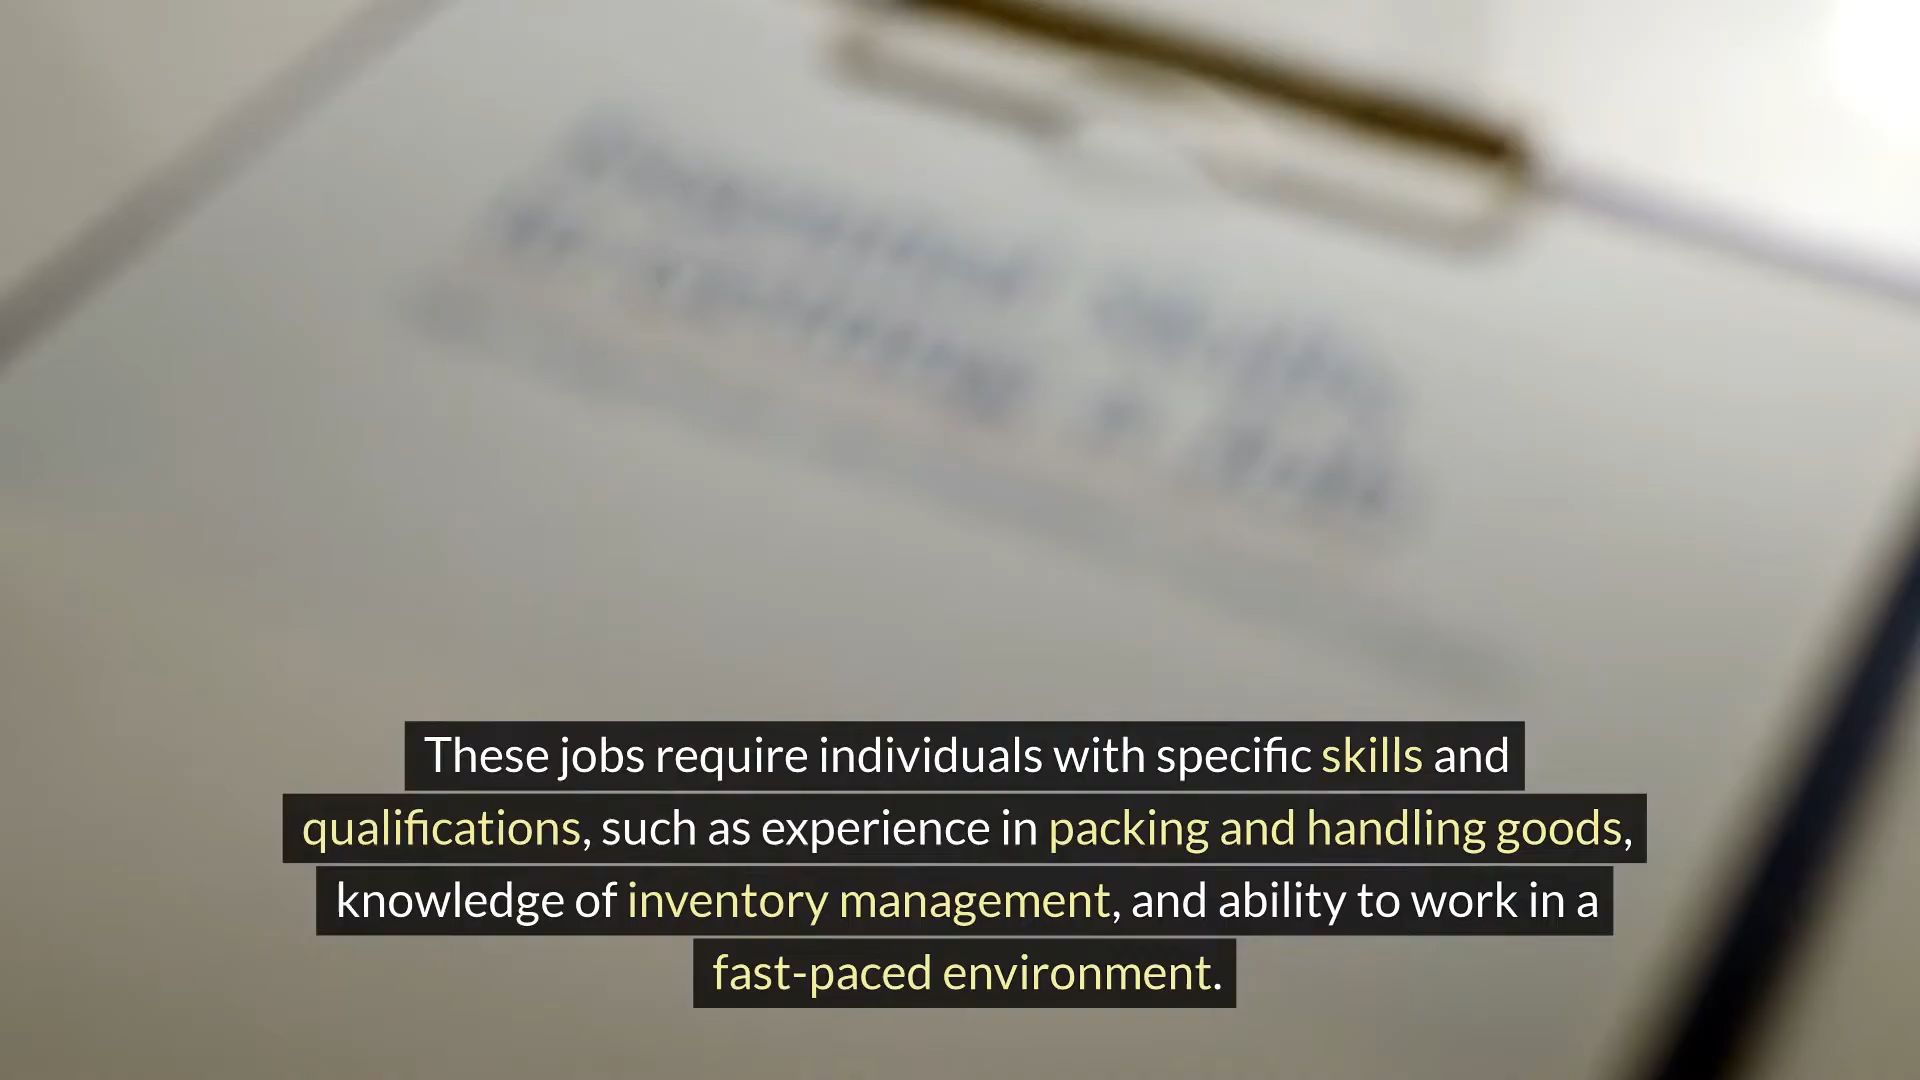 These jobs require individuals with specific skills and
qualifications, such as experience in packing and handling goods,
knowledge of inventory management, and ability to work in a
fast-paced environment.